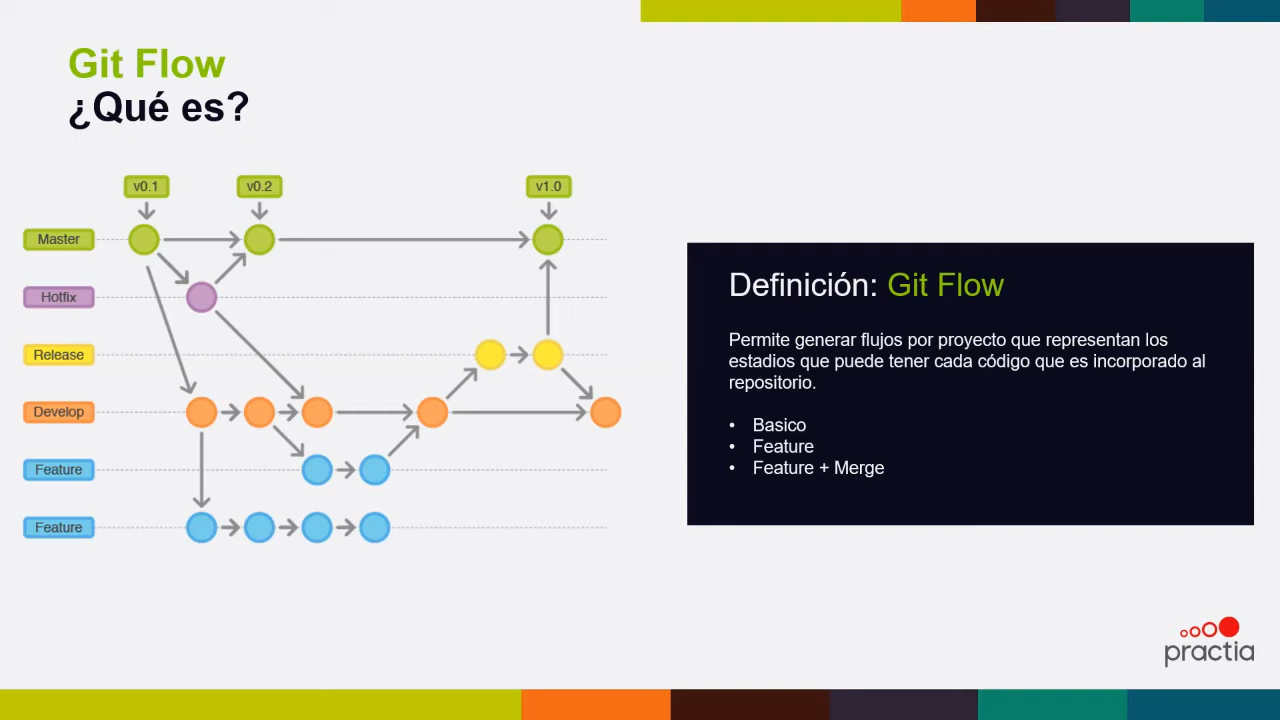 Git Flow
¿Qué es?
v0.1
v0.2
v1.0
Master
Hotfix
Release
Develop
Feature
Feature
Definición: Git Flow
Permite generar flujos por proyecto que representan los
estadios que puede tener cada código que es incorporado al
repositorio.
• Basico
• Feature
• Feature + Merge
practia